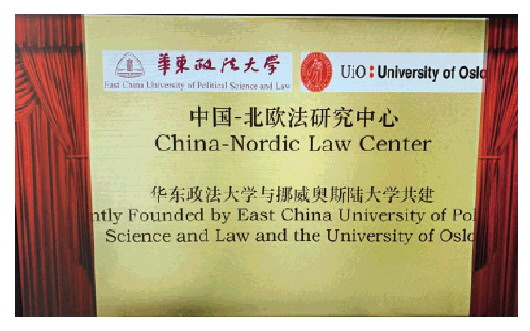 華東政法大學
East China University of Political Science and Law
UiO : University of Oslo
中国-北欧法研究中心
China-Nordic Law Center
华东政法大学与挪威奥斯陆大学共建
ntly Founded by East China University of Pol
Science and Law and the University of Oslo